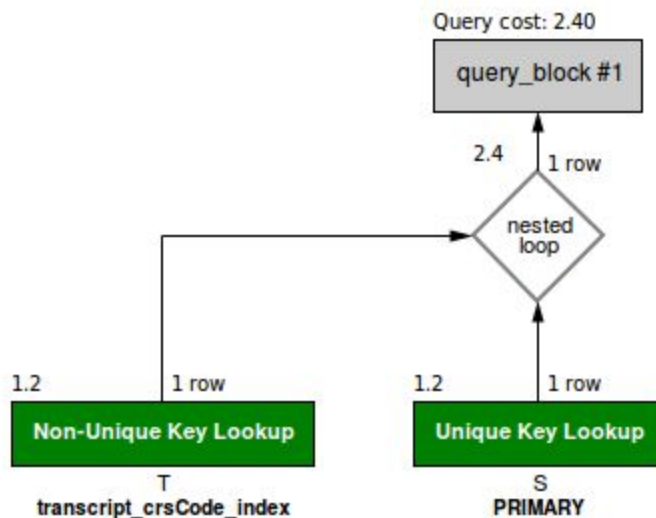 Query cost: 2.40
query_block #1
2.4
1 row
nested
loop
1.2
1 row
1.2
1 row
Non-Unique Key Lookup
Unique Key Lookup
T
S
transcript_crsCode_index
PRIMARY